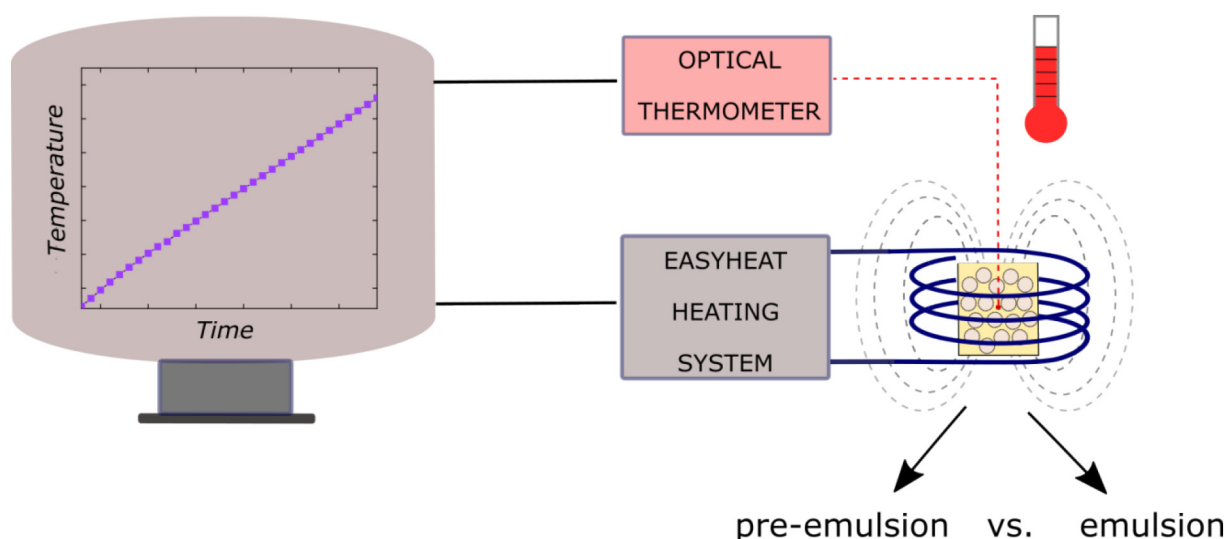 Temperature
Time
OPTICAL
THERMOMETER
EASYHEAT
HEATING
SYSTEM
pre-emulsion vs. emulsion